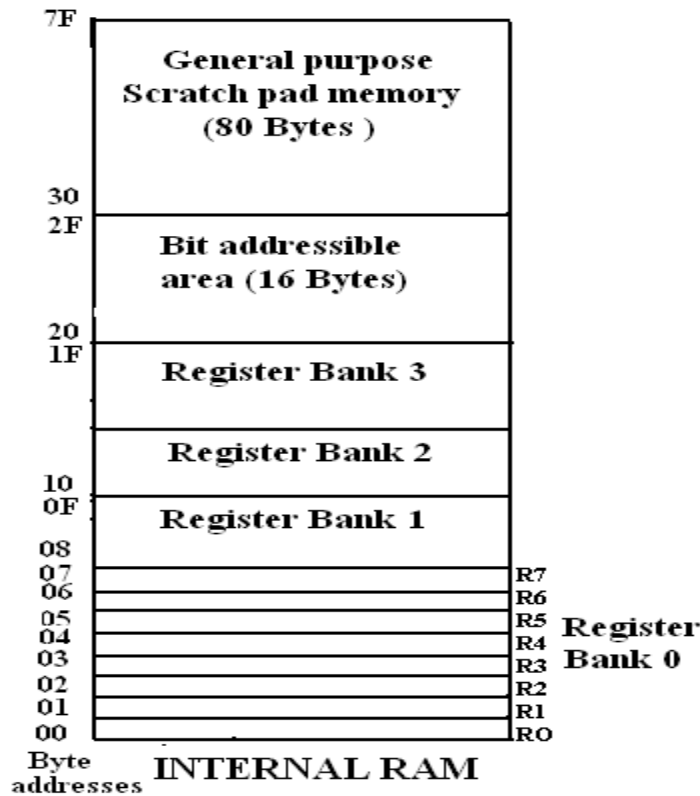 7F
General purpose
Scratch pad memory
(80 Bytes )
30
2F
Bit addressible
area (16 Bytes)
20
1F
Register Bank 3
Register Bank 2
10
0F
Register Bank 1
08
07 R7
06 R6
05 R5
04 R4
03 R3
02 R2
01 R1
00 R0
Register
Bank 0
Byte
addresses
INTERNAL RAM